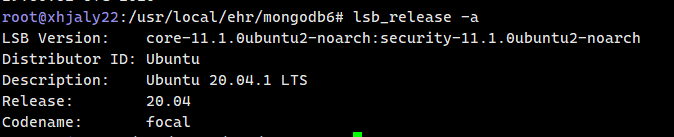 root@xhjaly22:/usr/local/ehr/mongodb6# lsb_release -a
LSB Version:    core-11.1.0ubuntu2-noarch:security-11.1.0ubuntu2-noarch
Distributor ID: Ubuntu
Description:    Ubuntu 20.04.1 LTS
Release:        20.04
Codename:       focal